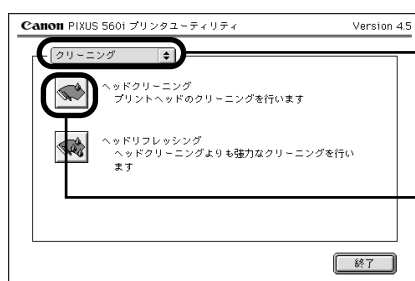 Canon PIXUS 560i プリンタユーティリティ Version 4.5
クリーニング
ヘッドクリーニング
プリントヘッドのクリーニングを行います
ヘッドリフレッシング
ヘッドクリーニングよりも強力なクリーニングを行い
ます
終了